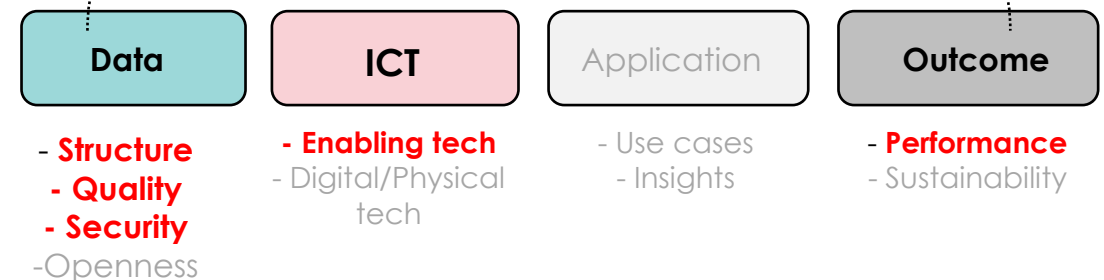 Data
ICT
Application
Outcome
- Structure
- Quality
- Security
-Openness
- Enabling tech
- Digital/Physical
tech
- Use cases
- Insights
- Performance
- Sustainability